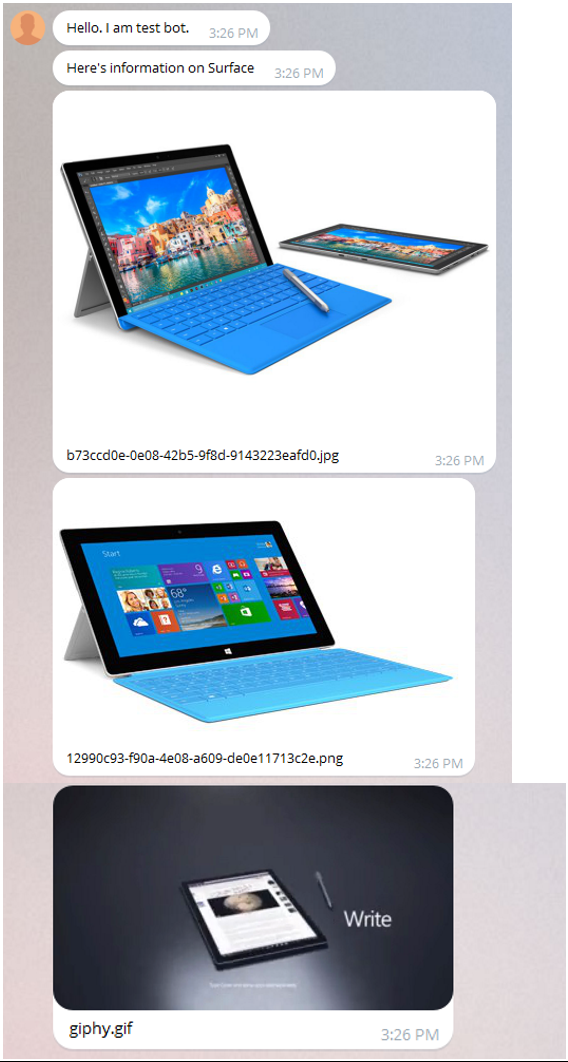 Hello. I am test bot. 3:26 PM
Here's information on Surface 3:26 PM
b73ccd0e-0e08-42b5-9f8d-9143223eafd0.jpg 3:26 PM
Start
9
68°
12990c93-f90a-4e08-a609-de0e11713c2e.png 3:26 PM
Write
giphy.gif 3:26 PM